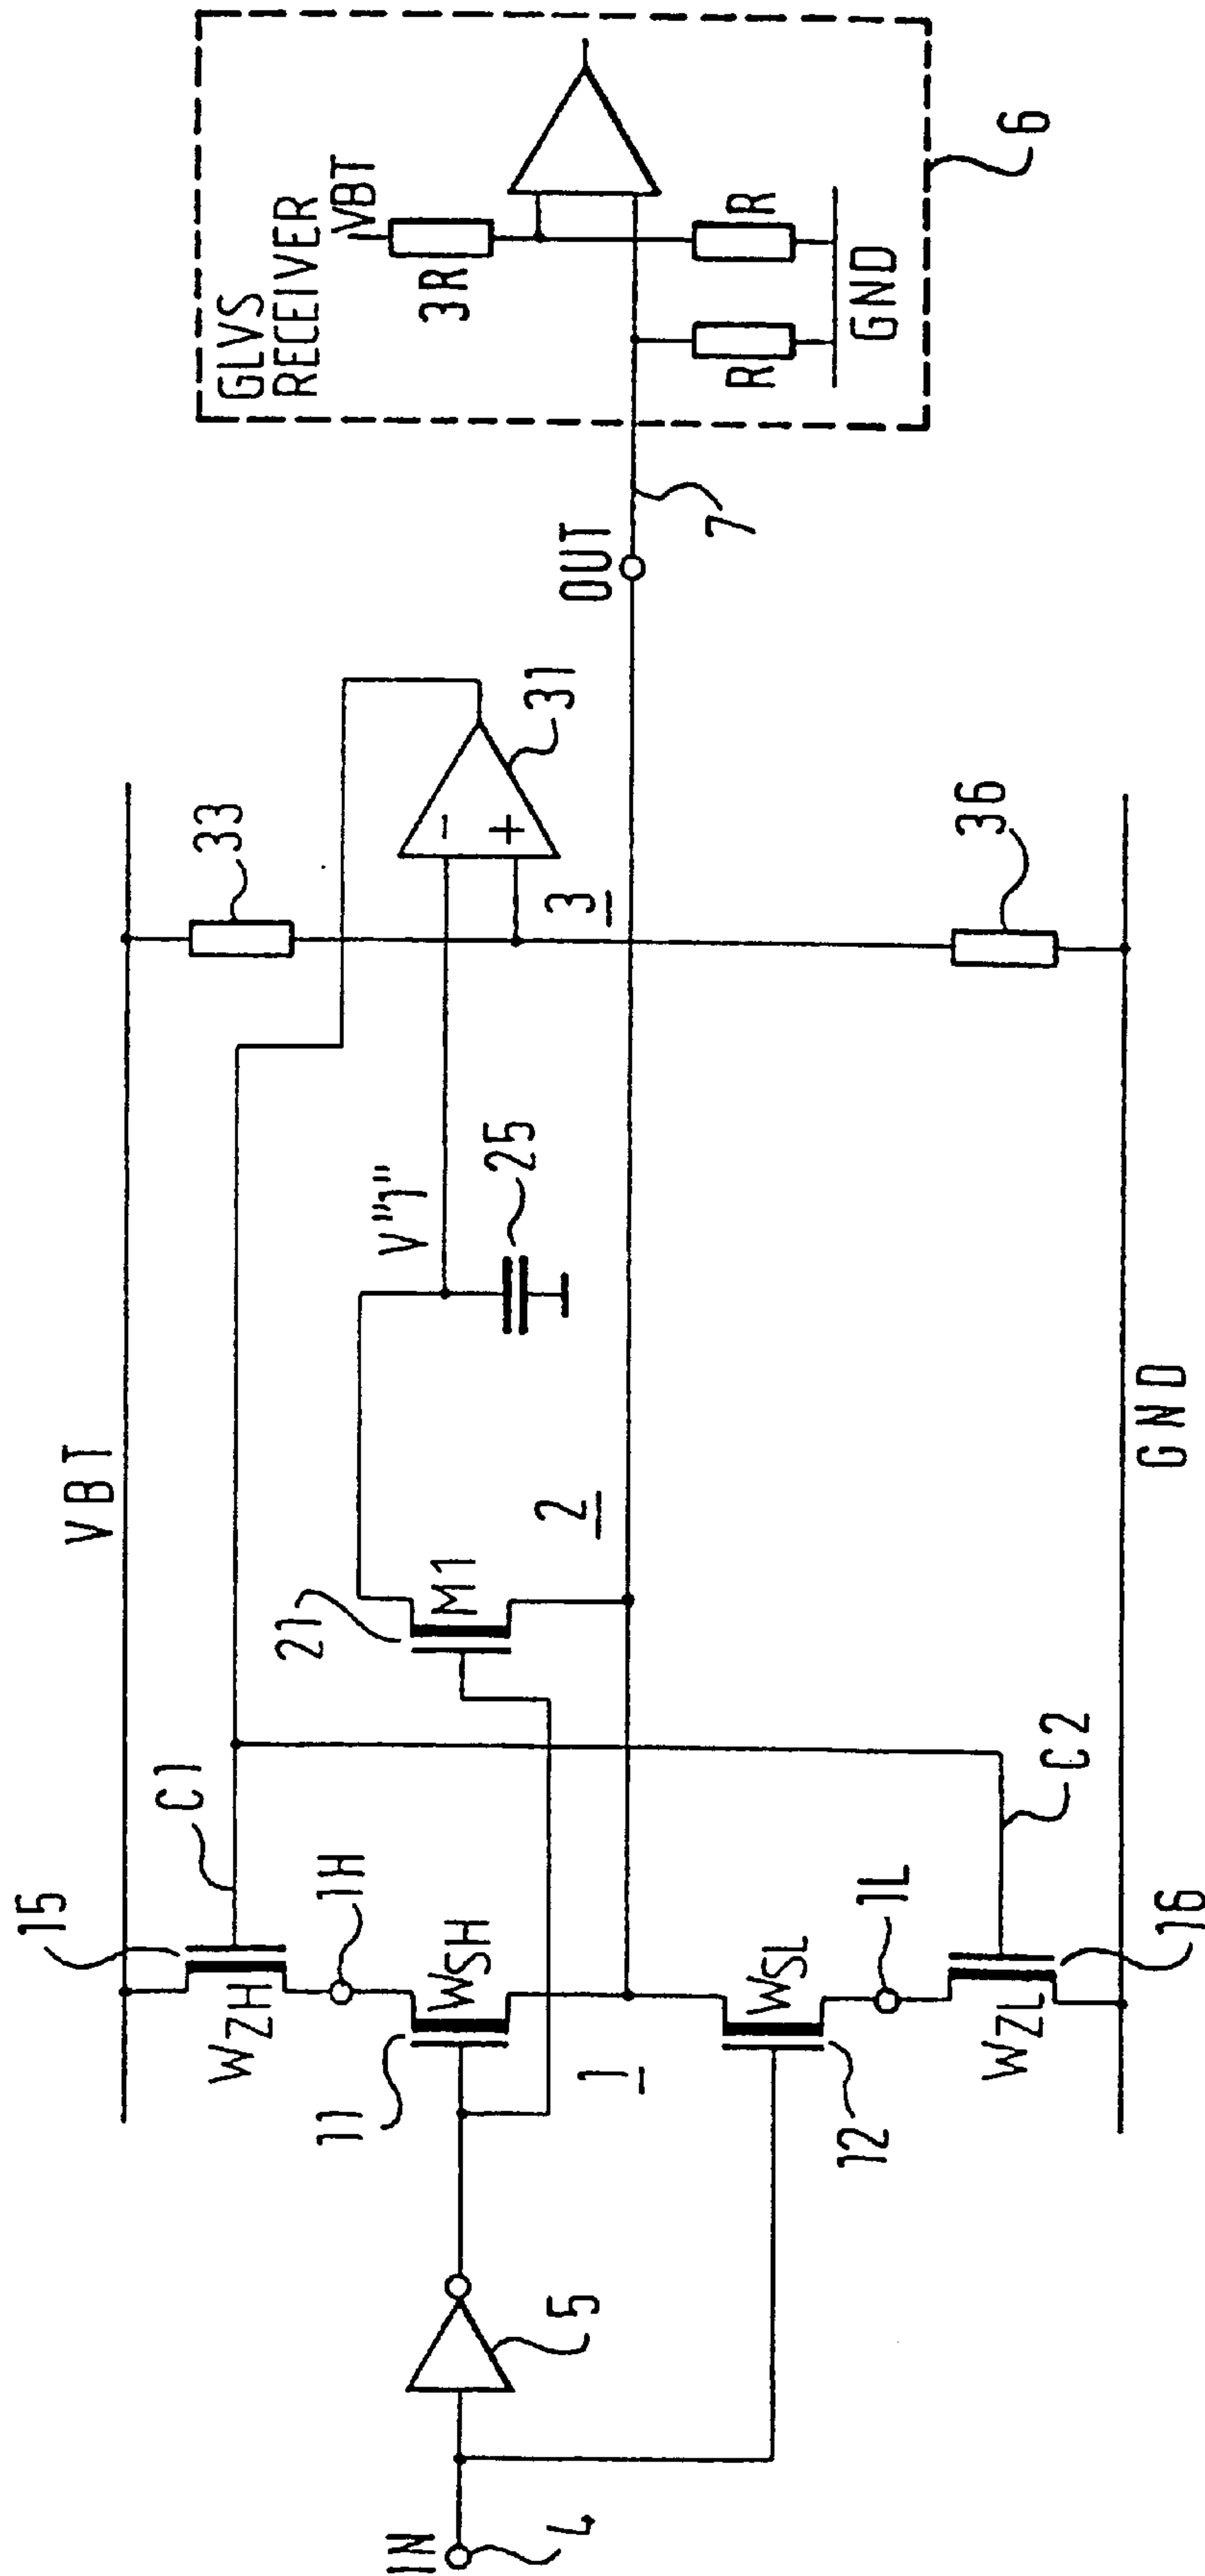 VBT
GLVS
RECEIVER
VBT
3R
R
R
GND
6
7
OUT
31
33
36
-
+
3
V"1"
25
2
M1
21
C1
C2
15
WZH
1H
11
WSH
1
WSL
12
1L
WZL
16
GND
5
IN
4